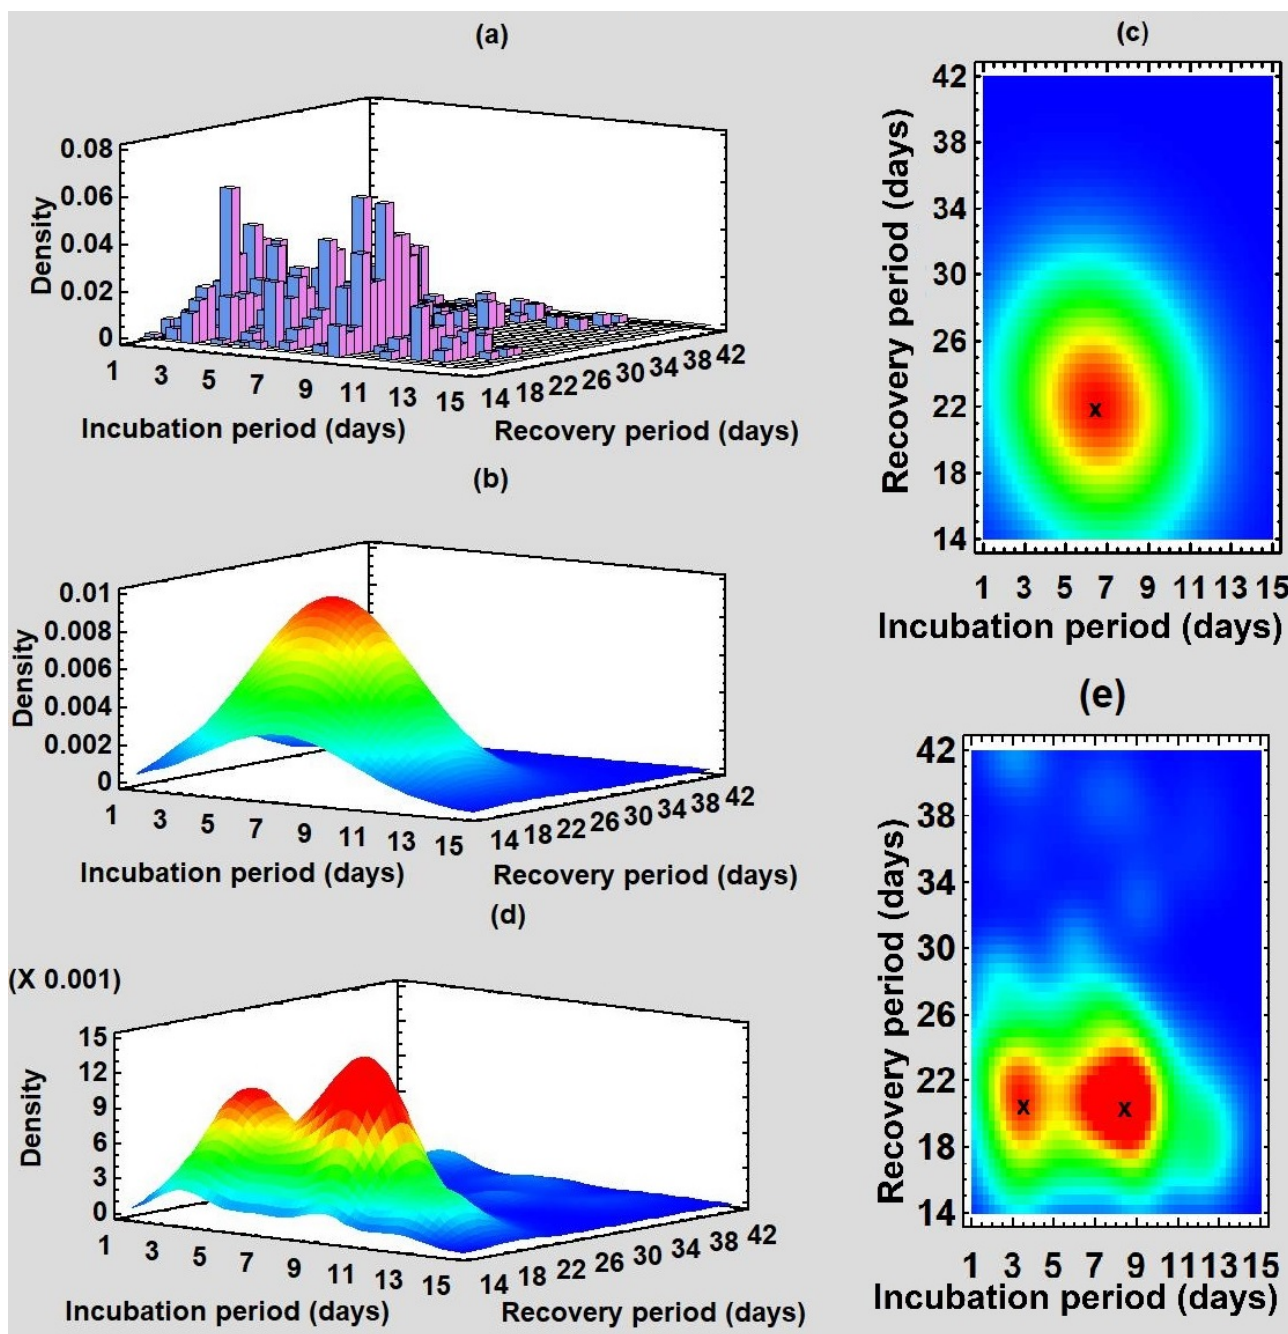 (a)
0.08
0.06
0.04
0.02
0
Density
1 3 5 7 9 11 13 15
14 18 22 26 30 34 38 42
Incubation period (days) Recovery period (days)
(b)
0.01
0.008
0.006
0.004
0.002
0
Density
1 3 5 7 9 11 13 15
14 18 22 26 30 34 38 42
Incubation period (days) Recovery period (days)
(d)
(X 0.001)
15
12
9
6
3
0
Density
1 3 5 7 9 11 13 15
14 18 22 26 30 34 38 42
Incubation period (days) Recovery period (days)
(c)
42
38
34
30
26
22
18
14
Recovery period (days)
x
1 3 5 7 9 11 13 15
Incubation period (days)
(e)
42
38
34
30
26
22
18
14
Recovery period (days)
x x
1 3 5 7 9 11 13 15
Incubation period (days)